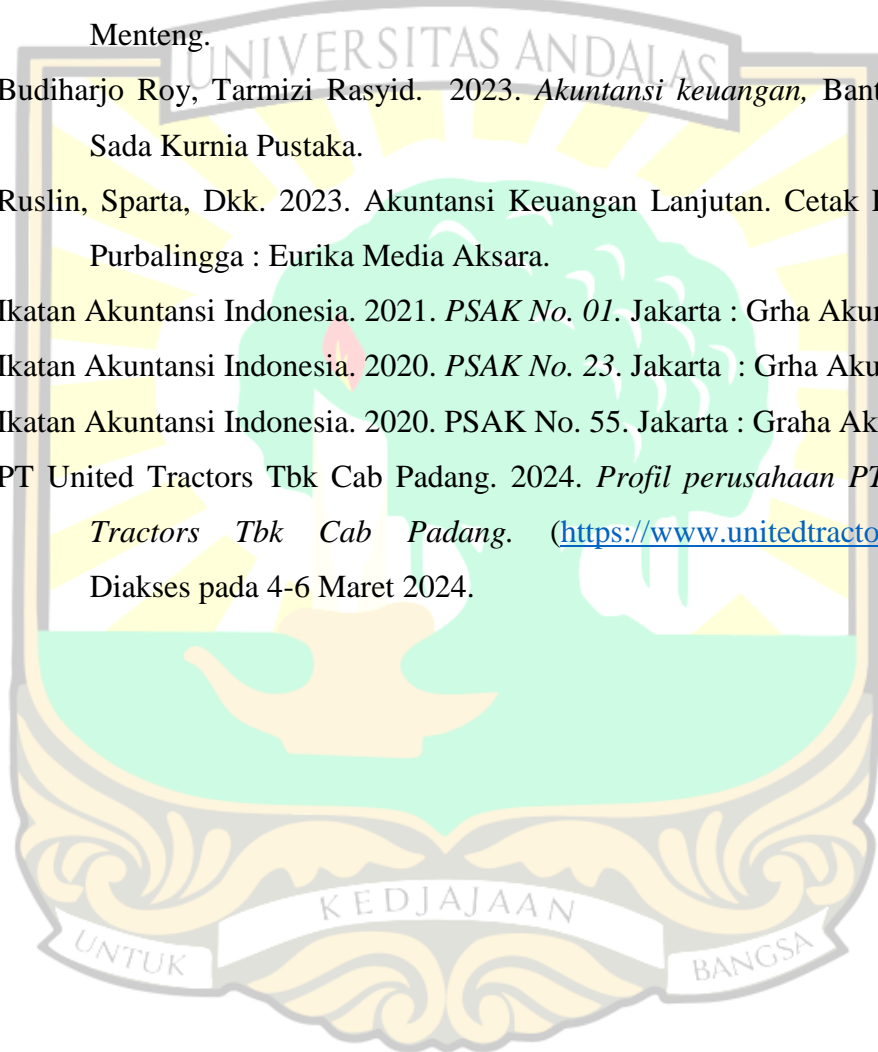 Menteng.
UNIVERSITAS ANDALAS
Budiharjo Roy, Tarmizi Rasyid. 2023. Akuntansi keuangan, Bant
Sada Kurnia Pustaka.
Ruslin, Sparta, Dkk. 2023. Akuntansi Keuangan Lanjutan. Cetak
Purbalingga : Eurika Media Aksara.
Ikatan Akuntansi Indonesia. 2021. PSAK No. 01. Jakarta : Grha Akun
Ikatan Akuntansi Indonesia. 2020. PSAK No. 23. Jakarta : Grha Aku
Ikatan Akuntansi Indonesia. 2020. PSAK No. 55. Jakarta : Graha Ak
PT United Tractors Tbk Cab Padang. 2024. Profil perusahaan PT
Tractors Tbk Cab Padang. (https://www.unitedtracto
Diakses pada 4-6 Maret 2024.
KEDJAJAAN
UNTUK BANGSA